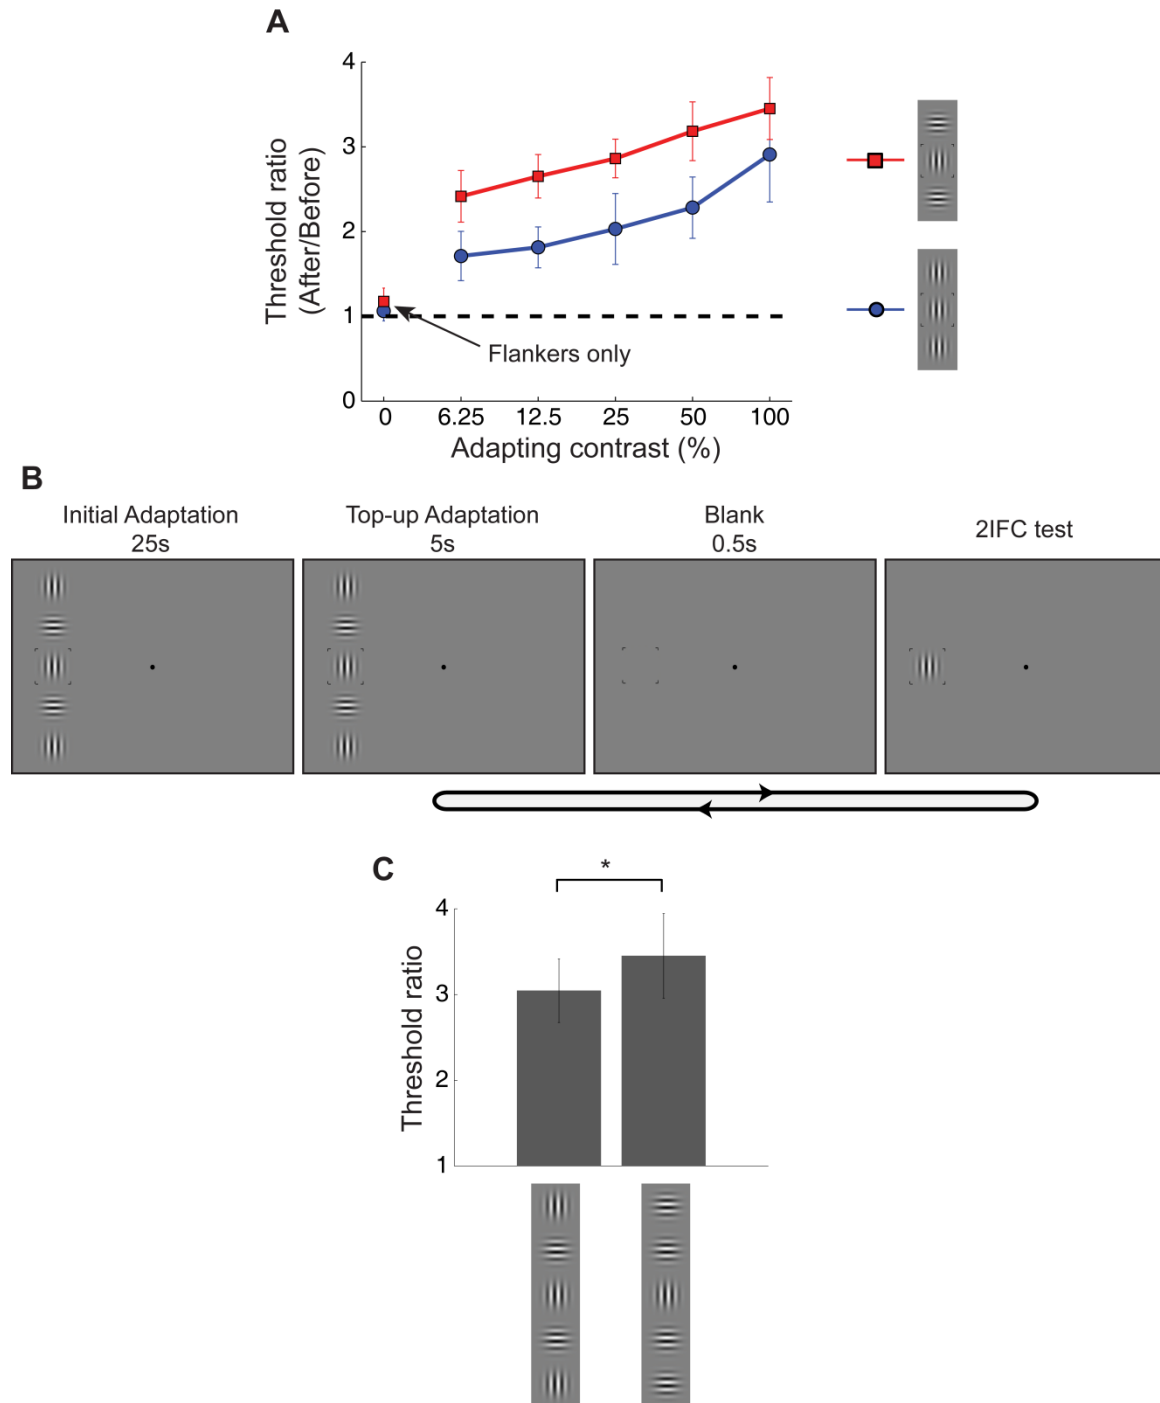 A
Threshold ratio
(After/Before)
4
3
2
1
0
Flankers only
0 6.25 12.5 25 50 100
Adapting contrast (%)
B
Initial Adaptation
25s
Top-up Adaptation
5s
Blank
0.5s
2IFC test
C
*
Threshold ratio
4
3
2
1